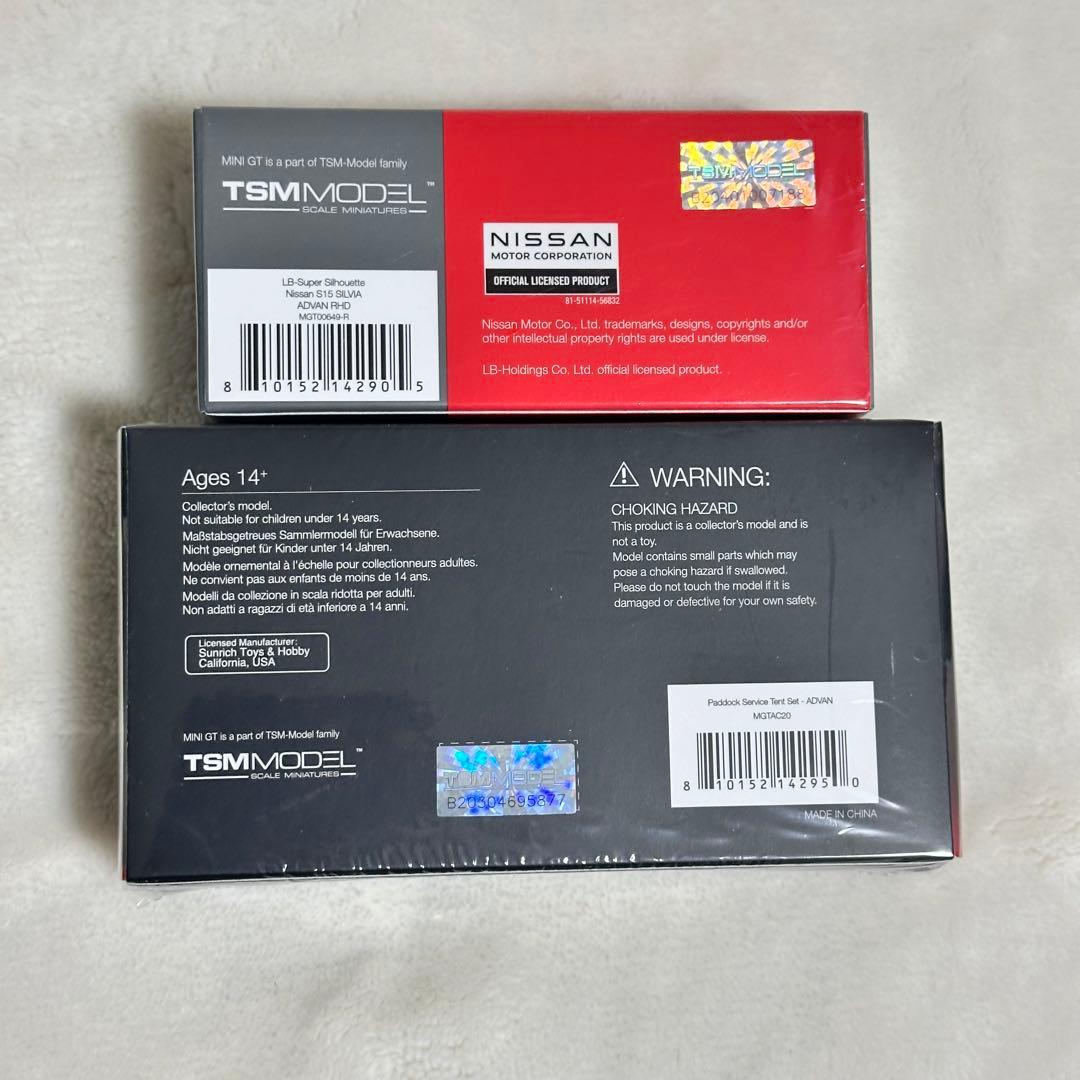 MINI GT is a part of TSM-Model family
TSMMODEL™
SCALE MINIATURES
LB-Super Silhouette
Nissan S15 SILVIA
ADVAN RHD
MGT00649-R
8 10152 14290 5
TSMMODEL
B20401007188
NISSAN
MOTOR CORPORATION
OFFICIAL LICENSED PRODUCT
81-51114-56832
Nissan Motor Co., Ltd. trademarks, designs, copyrights and/or
other intellectual property rights are used under license.
LB-Holdings Co. Ltd. official licensed product.
Ages 14+
Collector's model.
Not suitable for children under 14 years.
Maßstabsgetreues Sammlermodell für Erwachsene.
Nicht geeignet für Kinder unter 14 Jahren.
Modèle ornemental à l'échelle pour collectionneurs adultes.
Ne convient pas aux enfants de moins de 14 ans.
Modelli da collezione in scala ridotta per adulti.
Non adatti a ragazzi di età inferiore a 14 anni.
Licensed Manufacturer:
Sunrich Toys & Hobby
California, USA
MINI GT is a part of TSM-Model family
TSMMODEL™
SCALE MINIATURES
TSMMODEL
B20304695877
⚠ WARNING:
CHOKING HAZARD
This product is a collector's model and is
not a toy.
Model contains small parts which may
pose a choking hazard if swallowed.
Please do not touch the model if it is
damaged or defective for your own safety.
Paddock Service Tent Set - ADVAN
MGTAC20
8 10152 14295 0
MADE IN CHINA